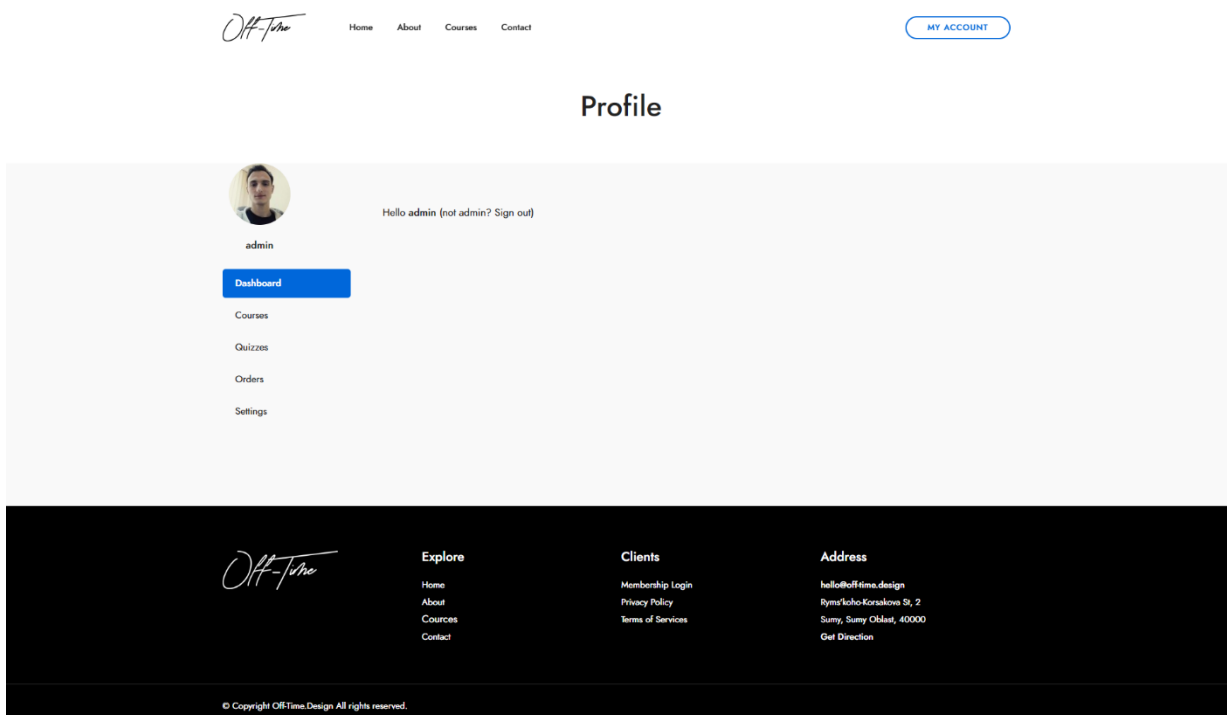 Off-Time
Home About Courses Contact
MY ACCOUNT
Profile
Hello admin (not admin? Sign out)
admin
Dashboard
Courses
Quizzes
Orders
Settings
Off-Time
Explore
Home
About
Cources
Contact
Clients
Membership Login
Privacy Policy
Terms of Services
Address
hello@off-time.design
Ryms'koho-Korsakova St, 2
Sumy, Sumy Oblast, 40000
Get Direction
© Copyright Off-Time.Design All rights reserved.